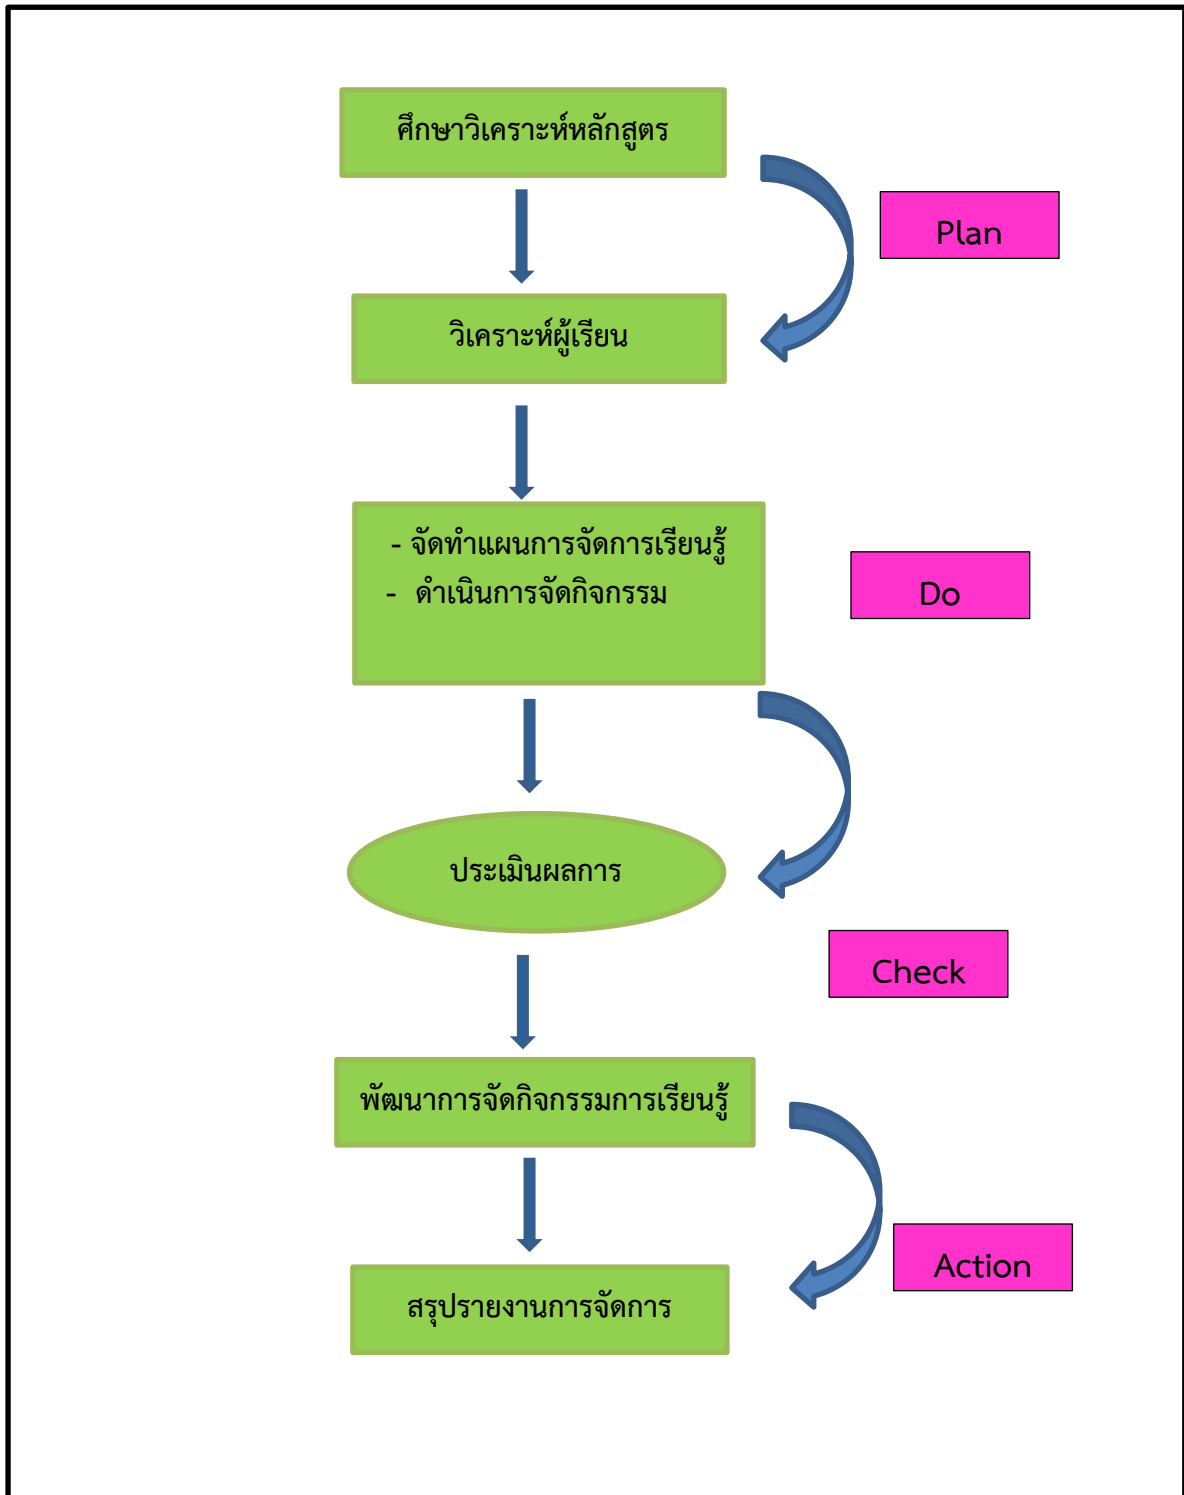 ศึกษาวิเคราะห์หลักสูตร
Plan
วิเคราะห์ผู้เรียน
- จัดทำแผนการจัดการเรียนรู้
- ดำเนินการจัดกิจกรรม
Do
ประเมินผลการ
Check
พัฒนาการจัดกิจกรรมการเรียนรู้
Action
สรุปรายงานการจัดการ